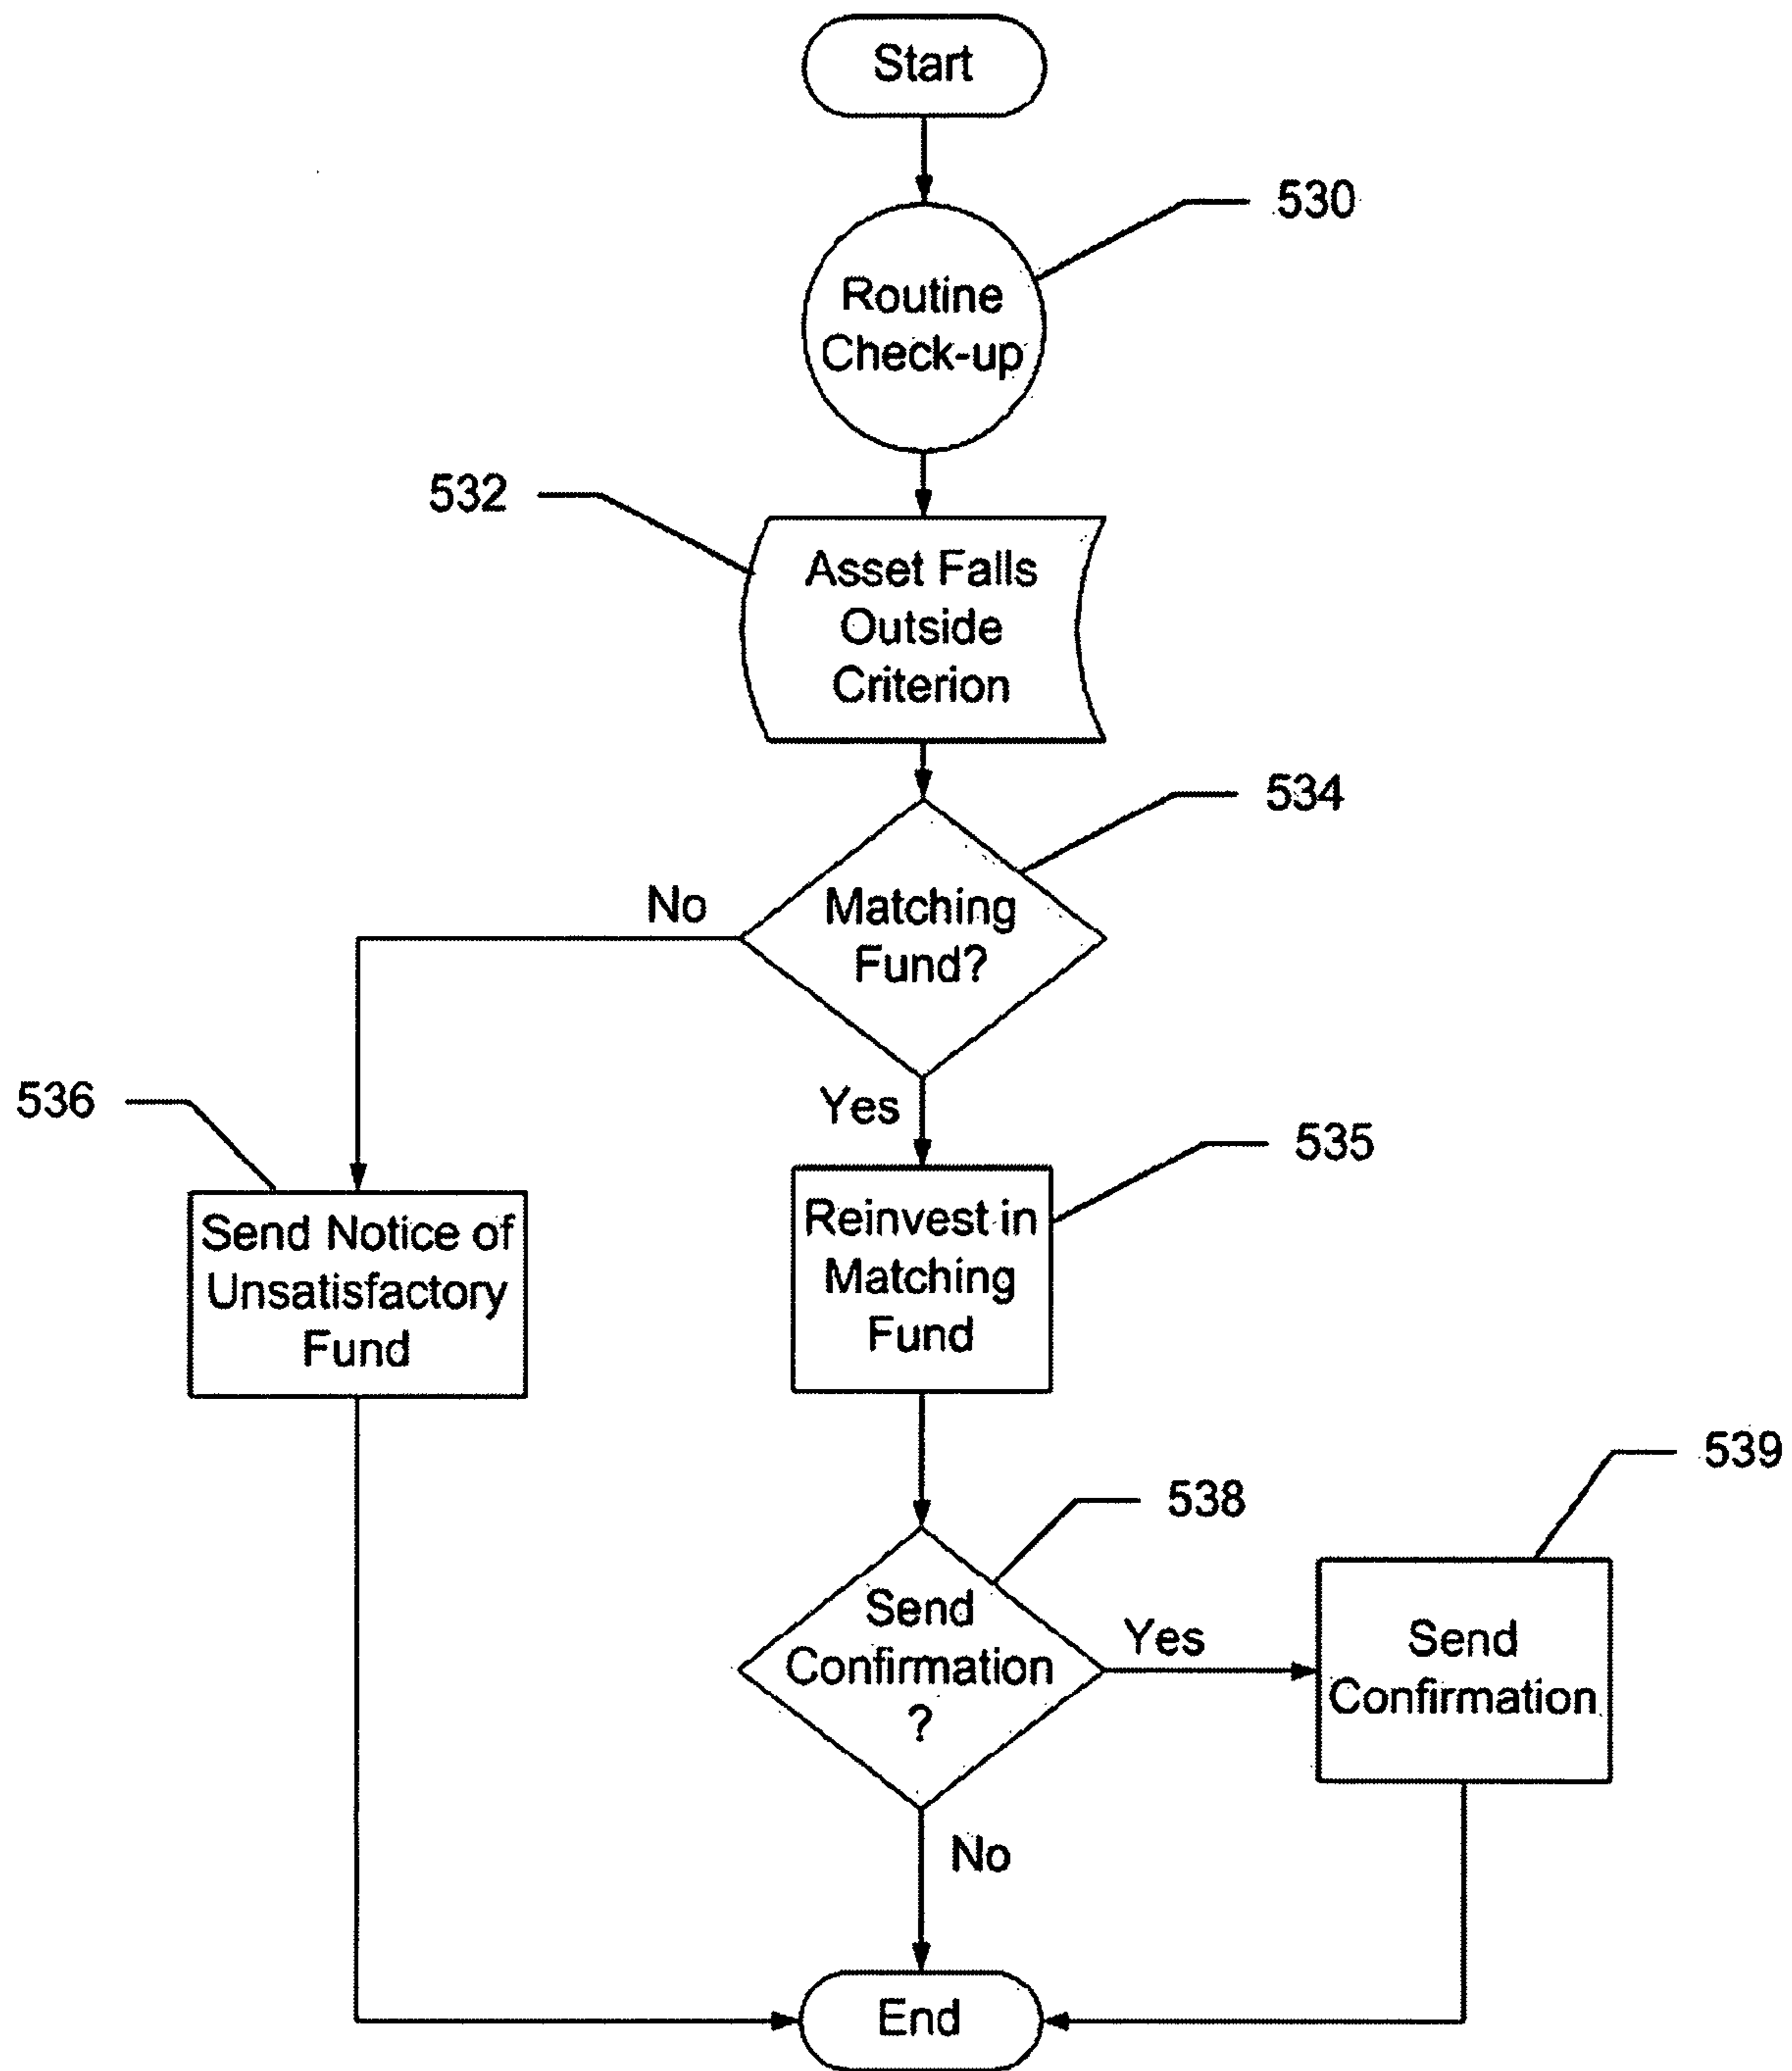 Start
530
Routine
Check-up
532
Asset Falls
Outside
Criterion
534
No
Matching
Fund?
Yes
536
535
Send Notice of
Unsatisfactory
Fund
Reinvest in
Matching
Fund
539
538
Send
Confirmation
?
Yes
Send
Confirmation
No
End